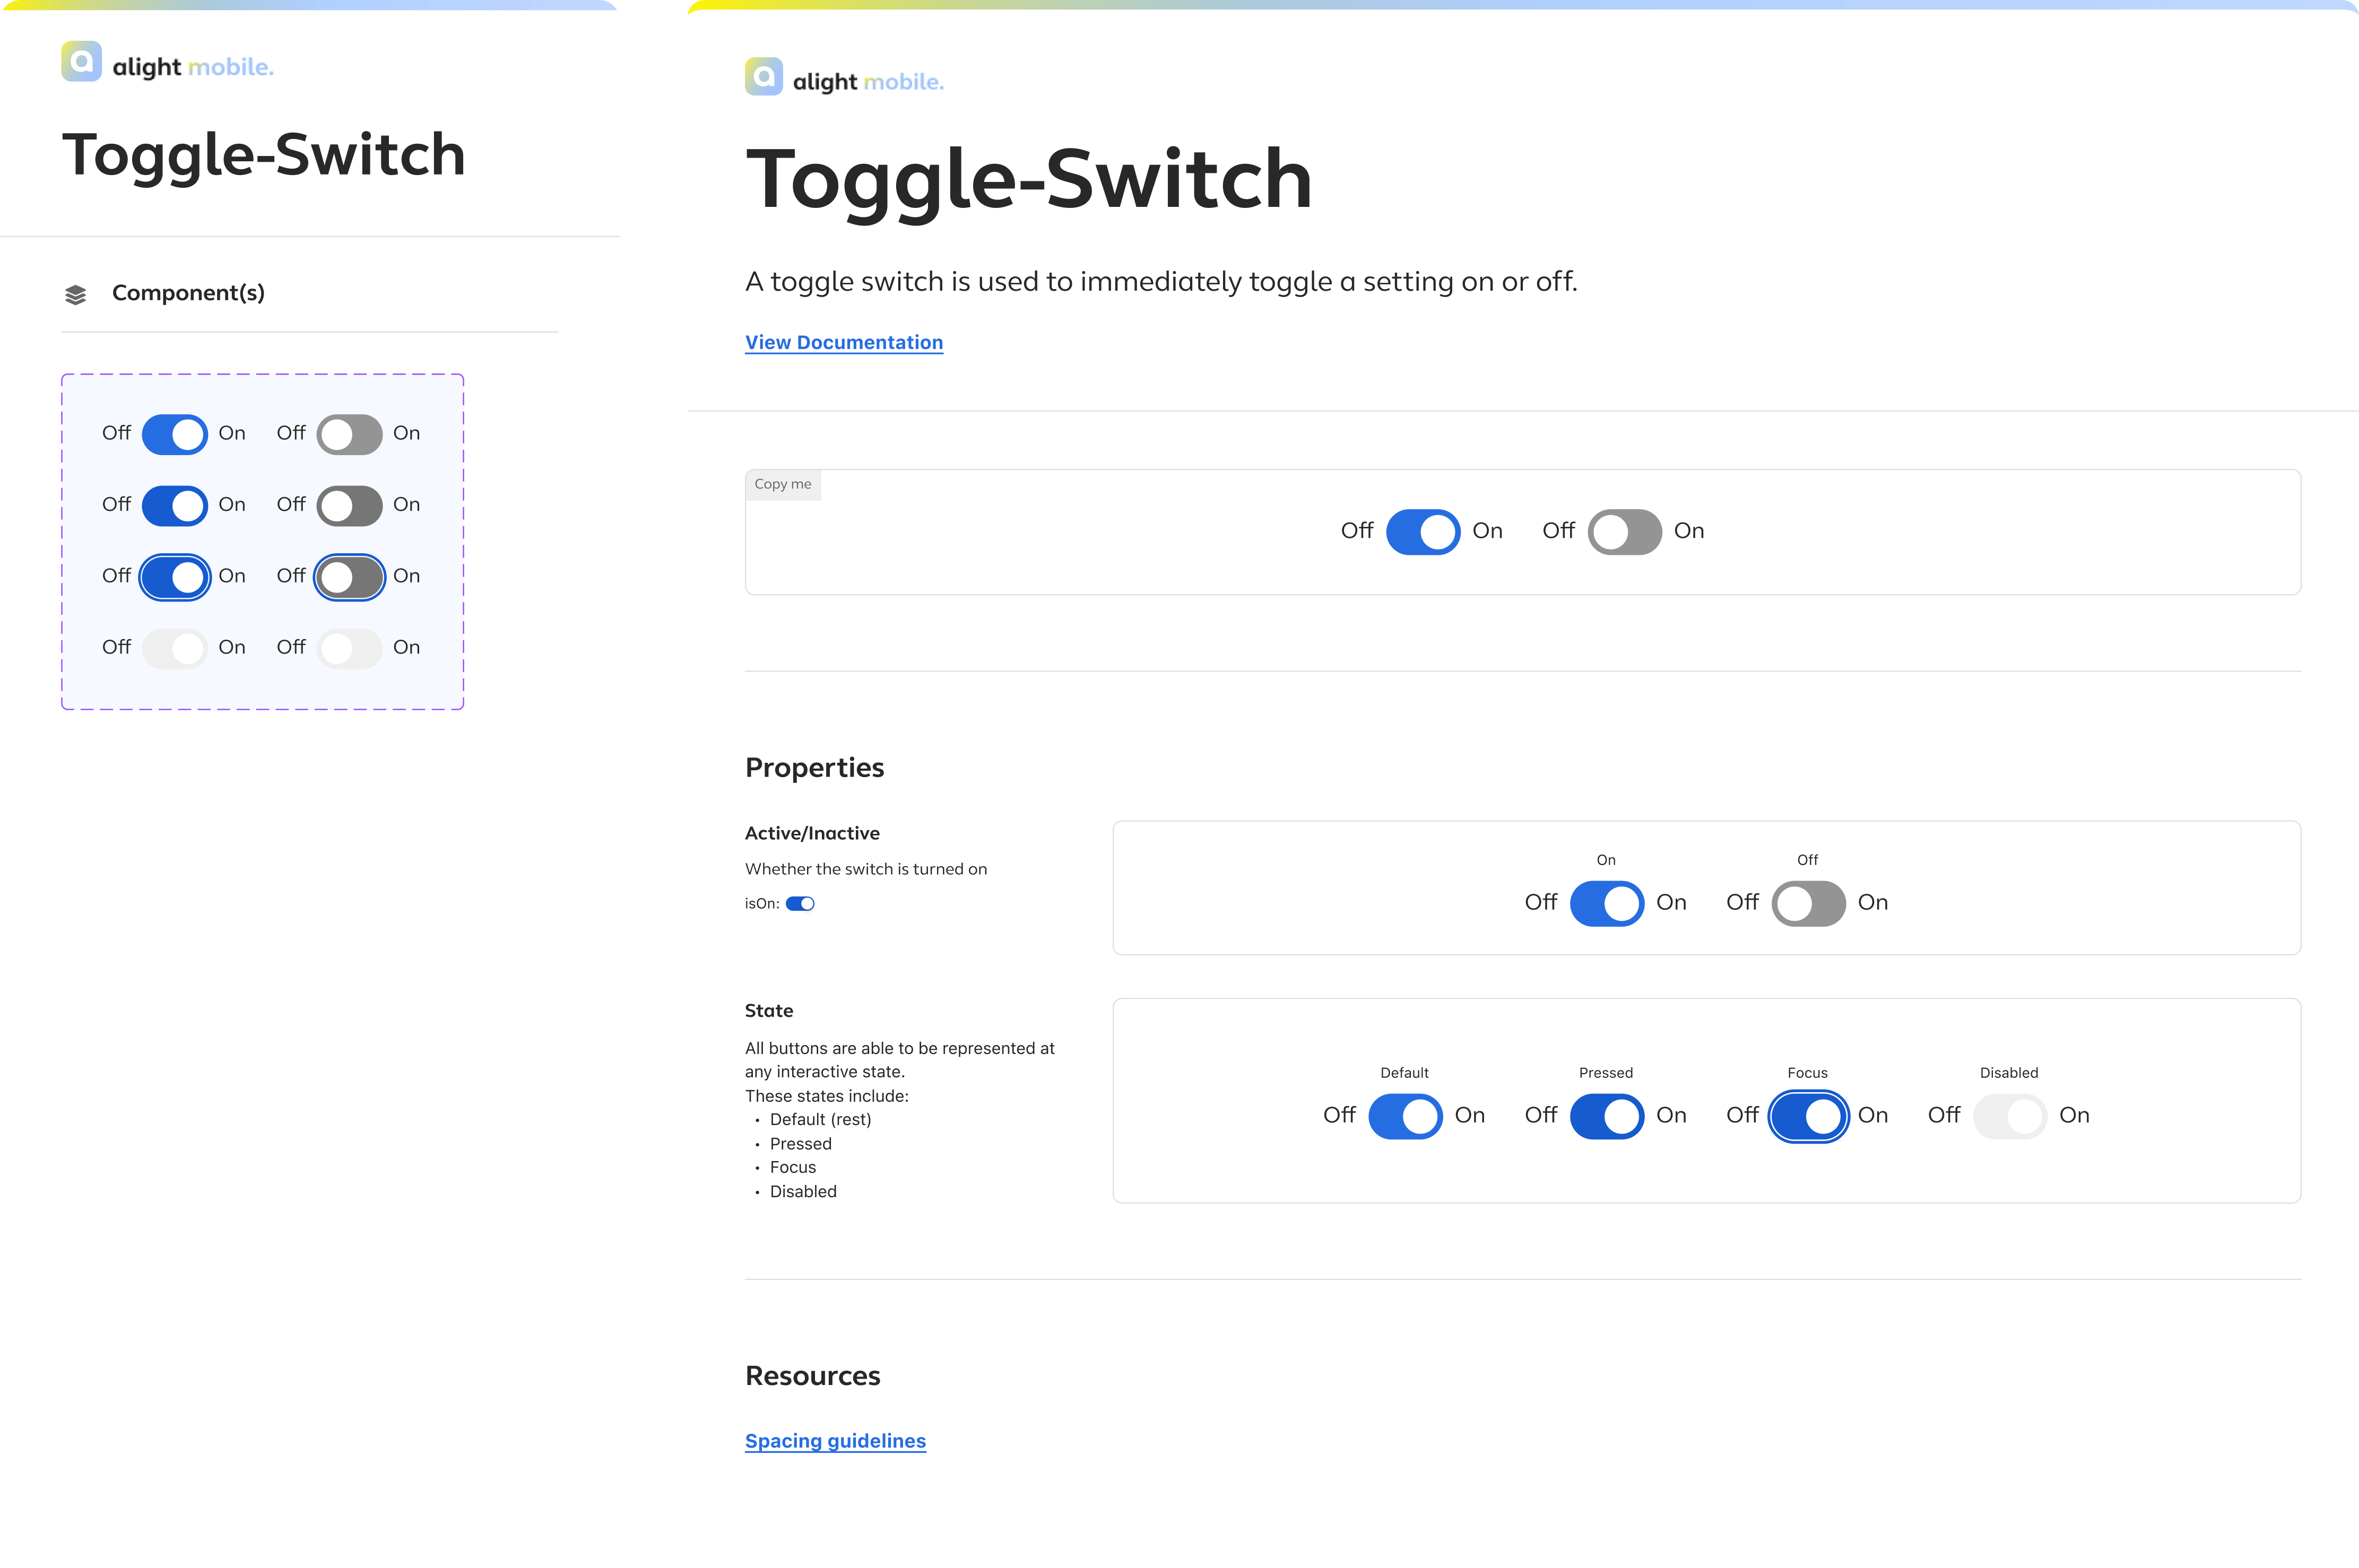 alight mobile.
Toggle-Switch
Component(s)
Off On Off On
Off On Off On
Off On Off On
Off On Off On
alight mobile.
Toggle-Switch
A toggle switch is used to immediately toggle a setting on or off.
View Documentation
Copy me
Off On Off On
Properties
Active/Inactive
Whether the switch is turned on
isOn:
On Off
Off On Off On
State
All buttons are able to be represented at
any interactive state.
These states include:
• Default (rest)
• Pressed
• Focus
• Disabled
Default Pressed Focus Disabled
Off On Off On Off On Off On
Resources
Spacing guidelines